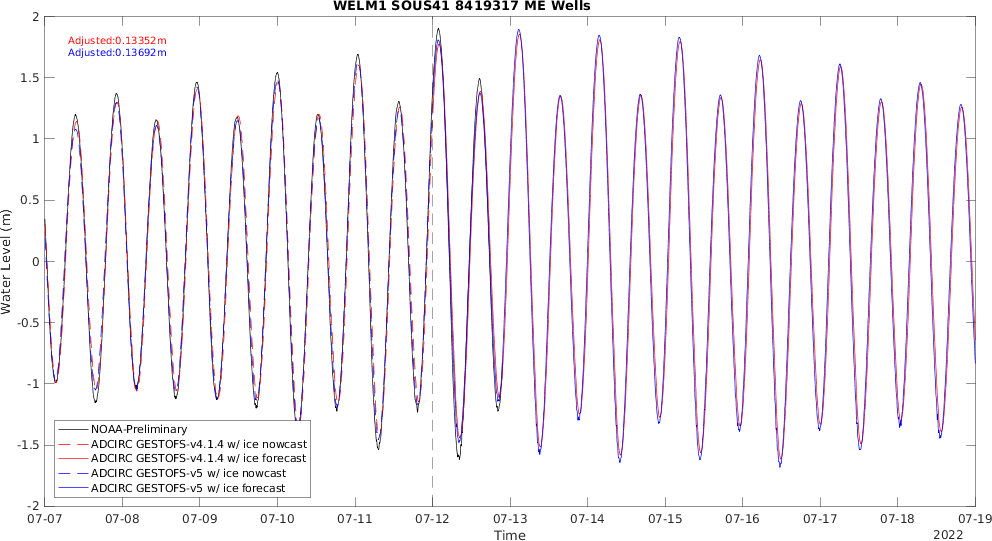 WELM1 SOUS41 8419317 ME Wells
Adjusted:0.13352m
Adjusted:0.13692m
2
1.5
1
0.5
0
-0.5
-1
-1.5
-2
Water Level (m)
NOAA-Preliminary
ADCIRC GESTOFS-v4.1.4 w/ ice nowcast
ADCIRC GESTOFS-v4.1.4 w/ ice forecast
ADCIRC GESTOFS-v5 w/ ice nowcast
ADCIRC GESTOFS-v5 w/ ice forecast
07-07 07-08 07-09 07-10 07-11 07-12 07-13 07-14 07-15 07-16 07-17 07-18 07-19
Time
2022